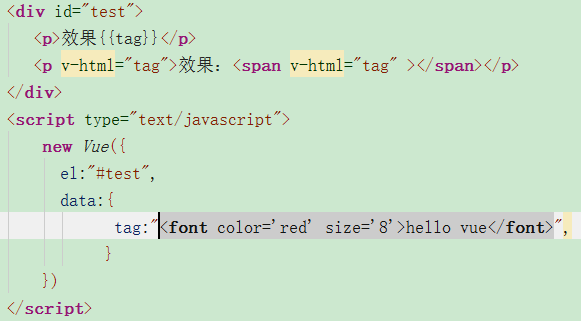 <div id="test">
<p>效果{{tag}}</p>
<p v-html="tag">效果：<span v-html="tag" ></span></p>
</div>
<script type="text/javascript">
new Vue({
el:"#test",
data:{
tag:"<font color='red' size='8'>hello vue</font>",
}
})
</script>